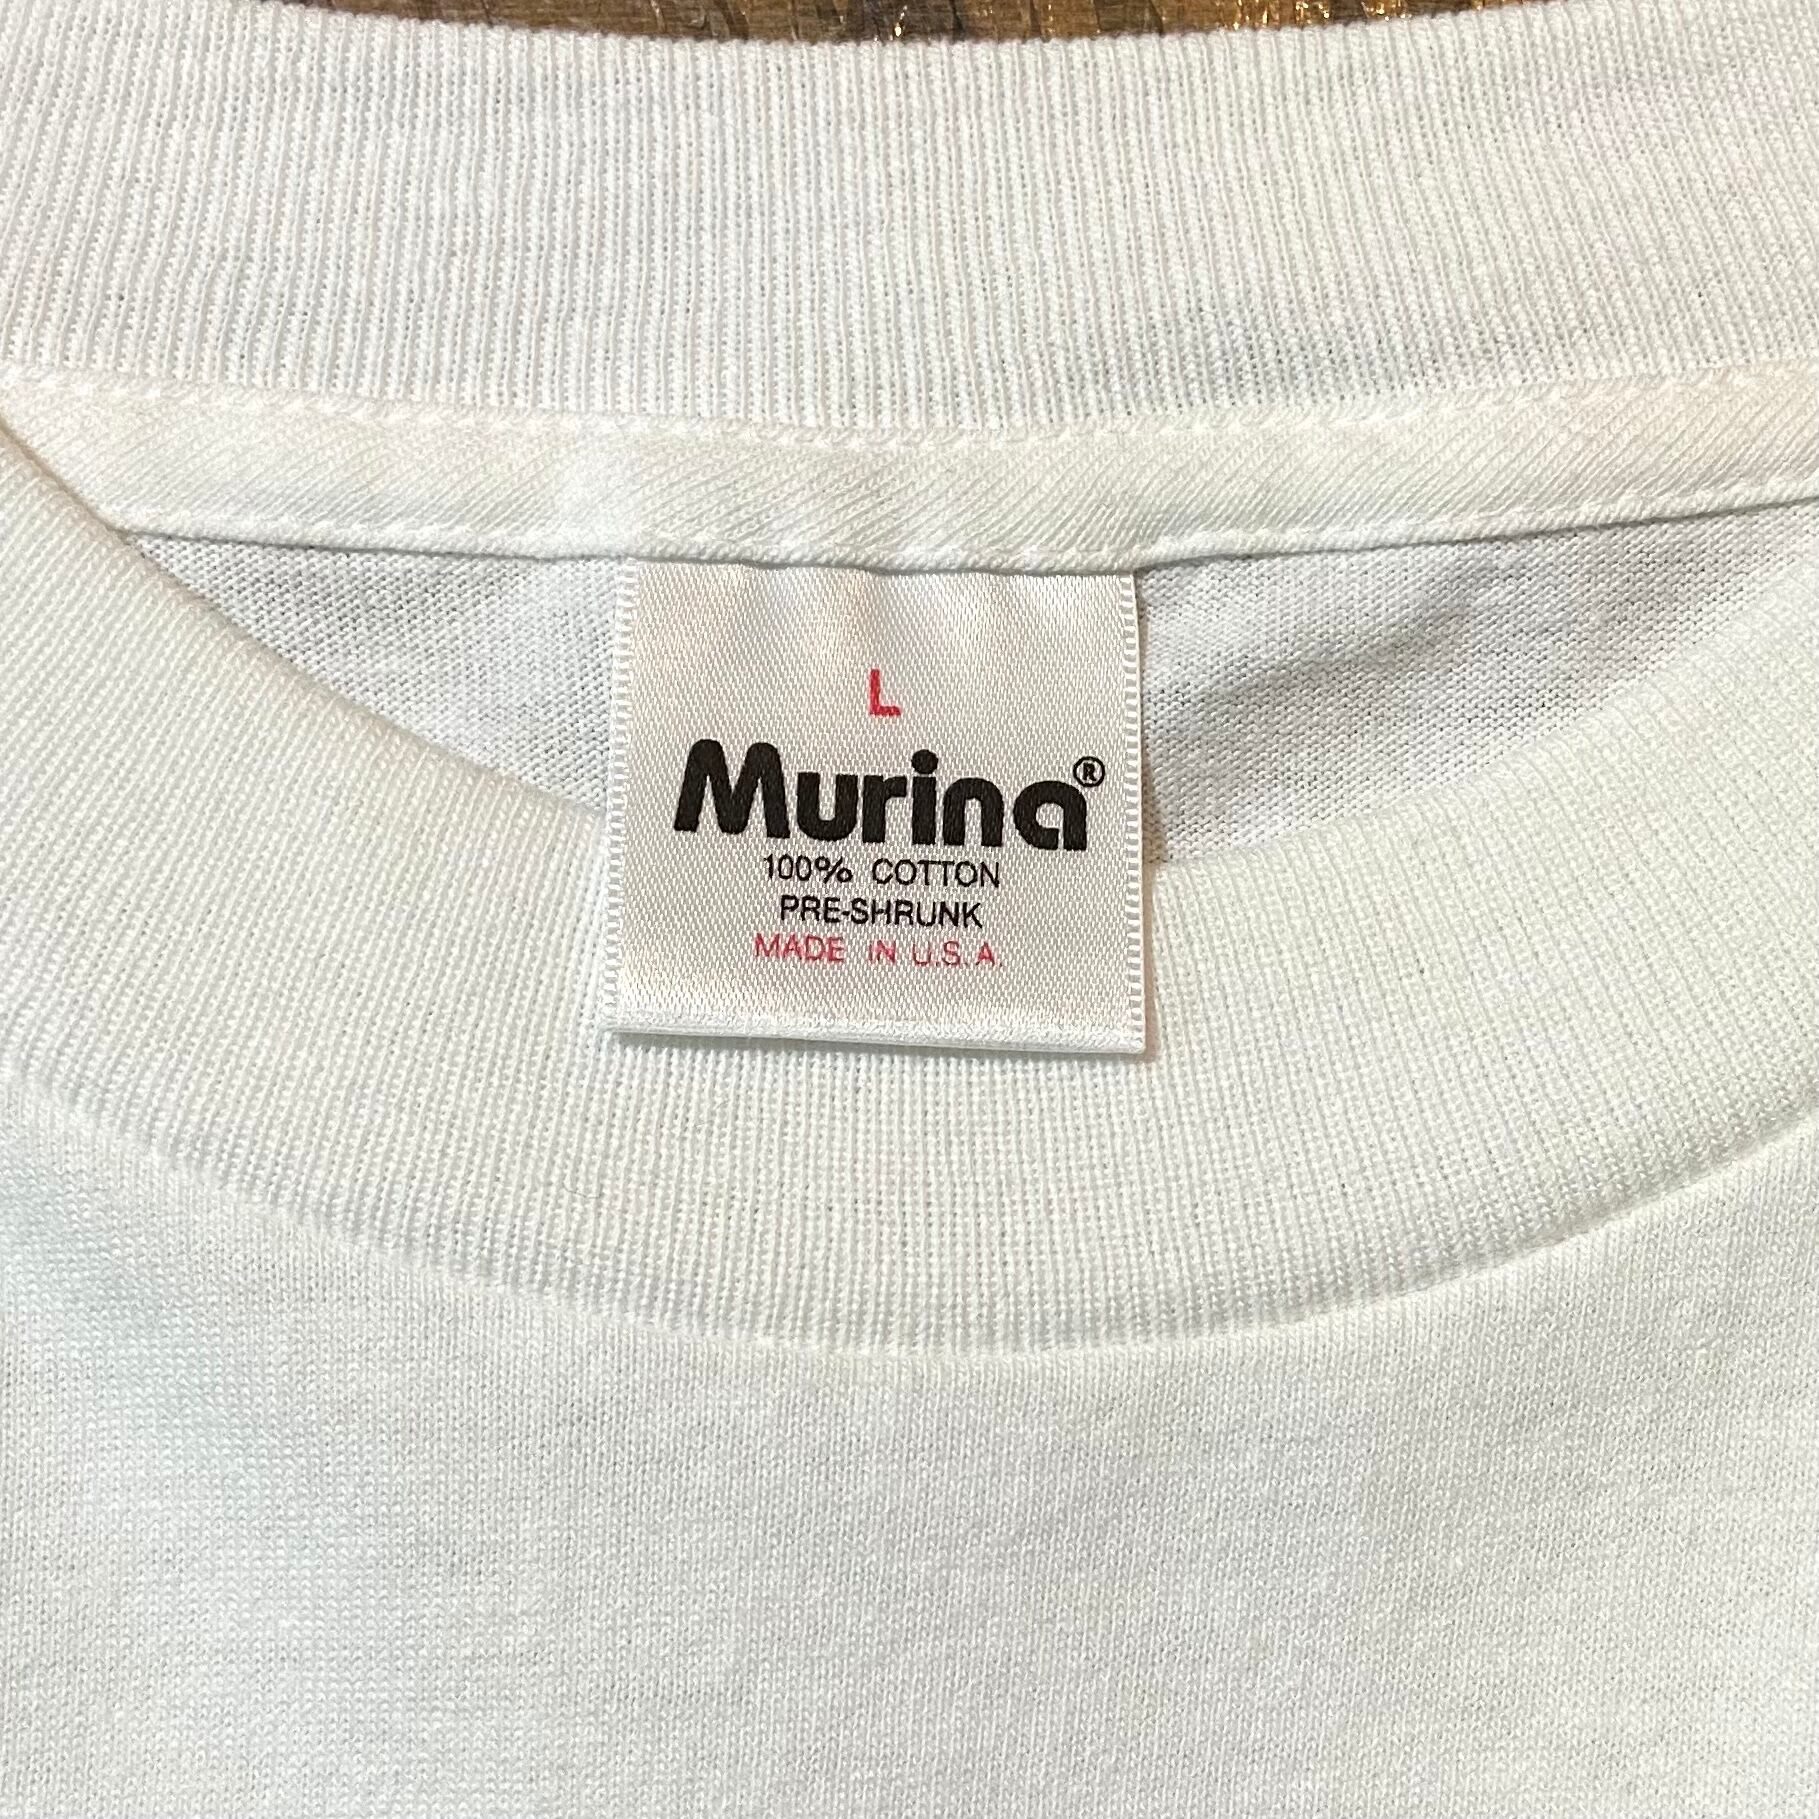 L
Murina®
100% COTTON
PRE-SHRUNK
MADE IN U.S.A.